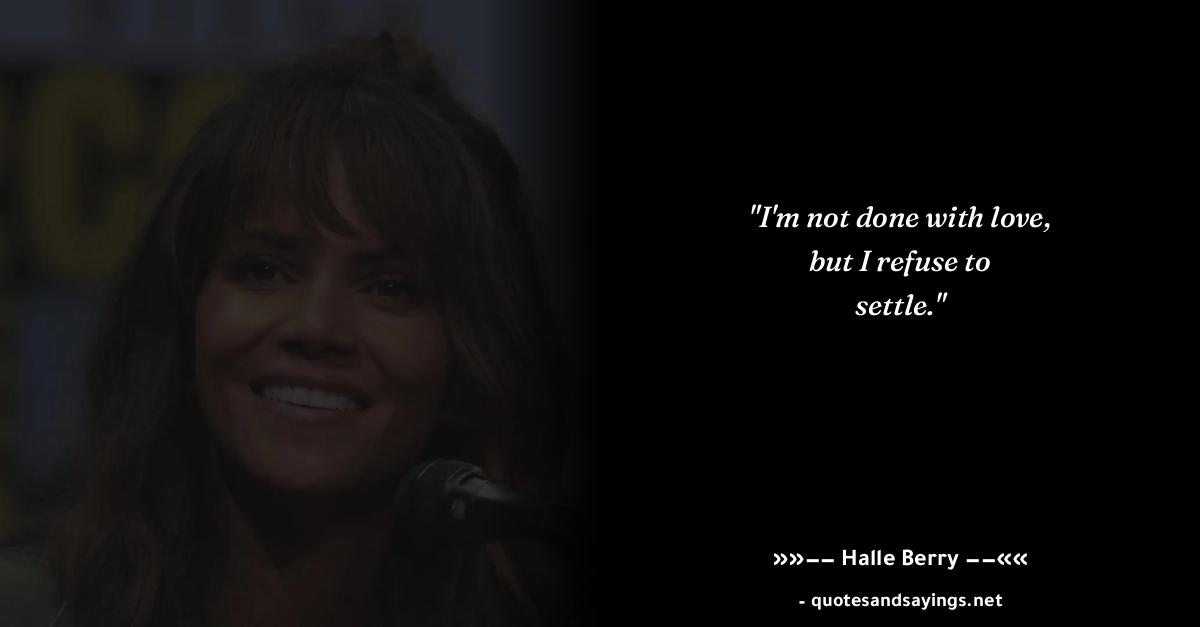 "I'm not done with love,
but I refuse to
settle."
»»–– Halle Berry ––««
- quotesandsayings.net